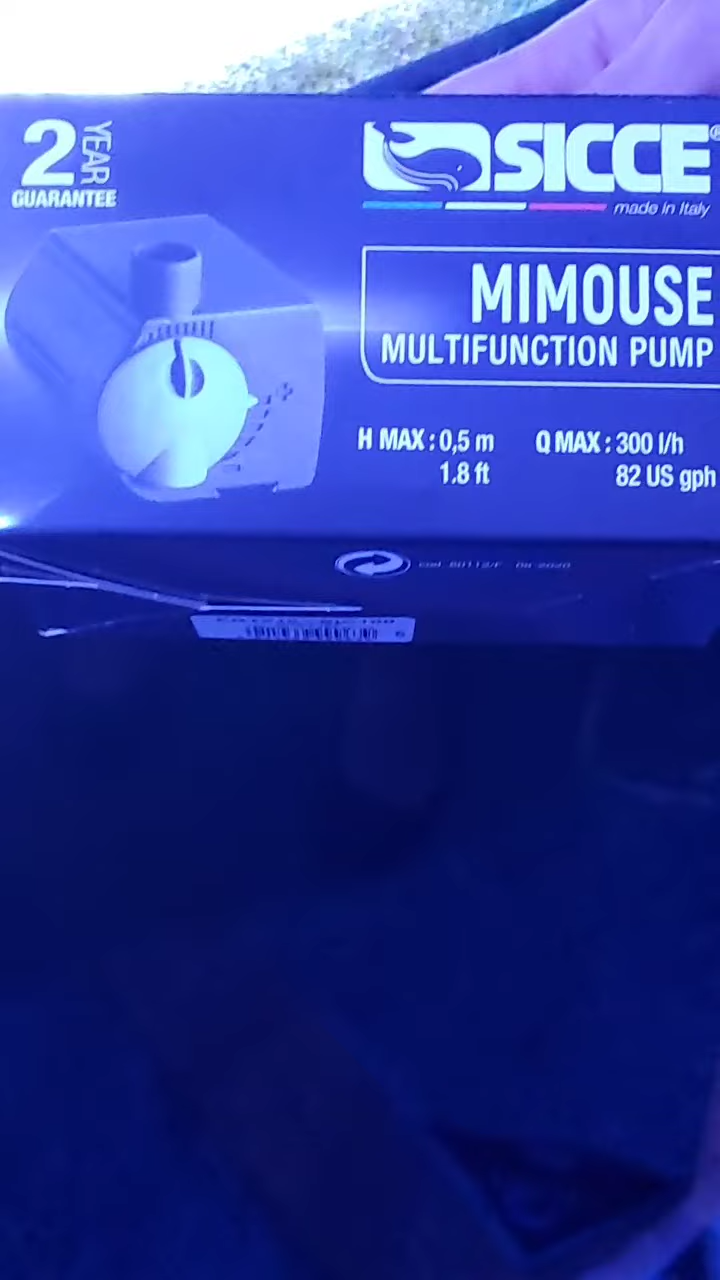 2 YEAR
GUARANTEE
SICCE®
made in Italy
MIMOUSE
MULTIFUNCTION PUMP
H MAX : 0,5 m
1.8 ft
Q MAX : 300 l/h
82 US gph